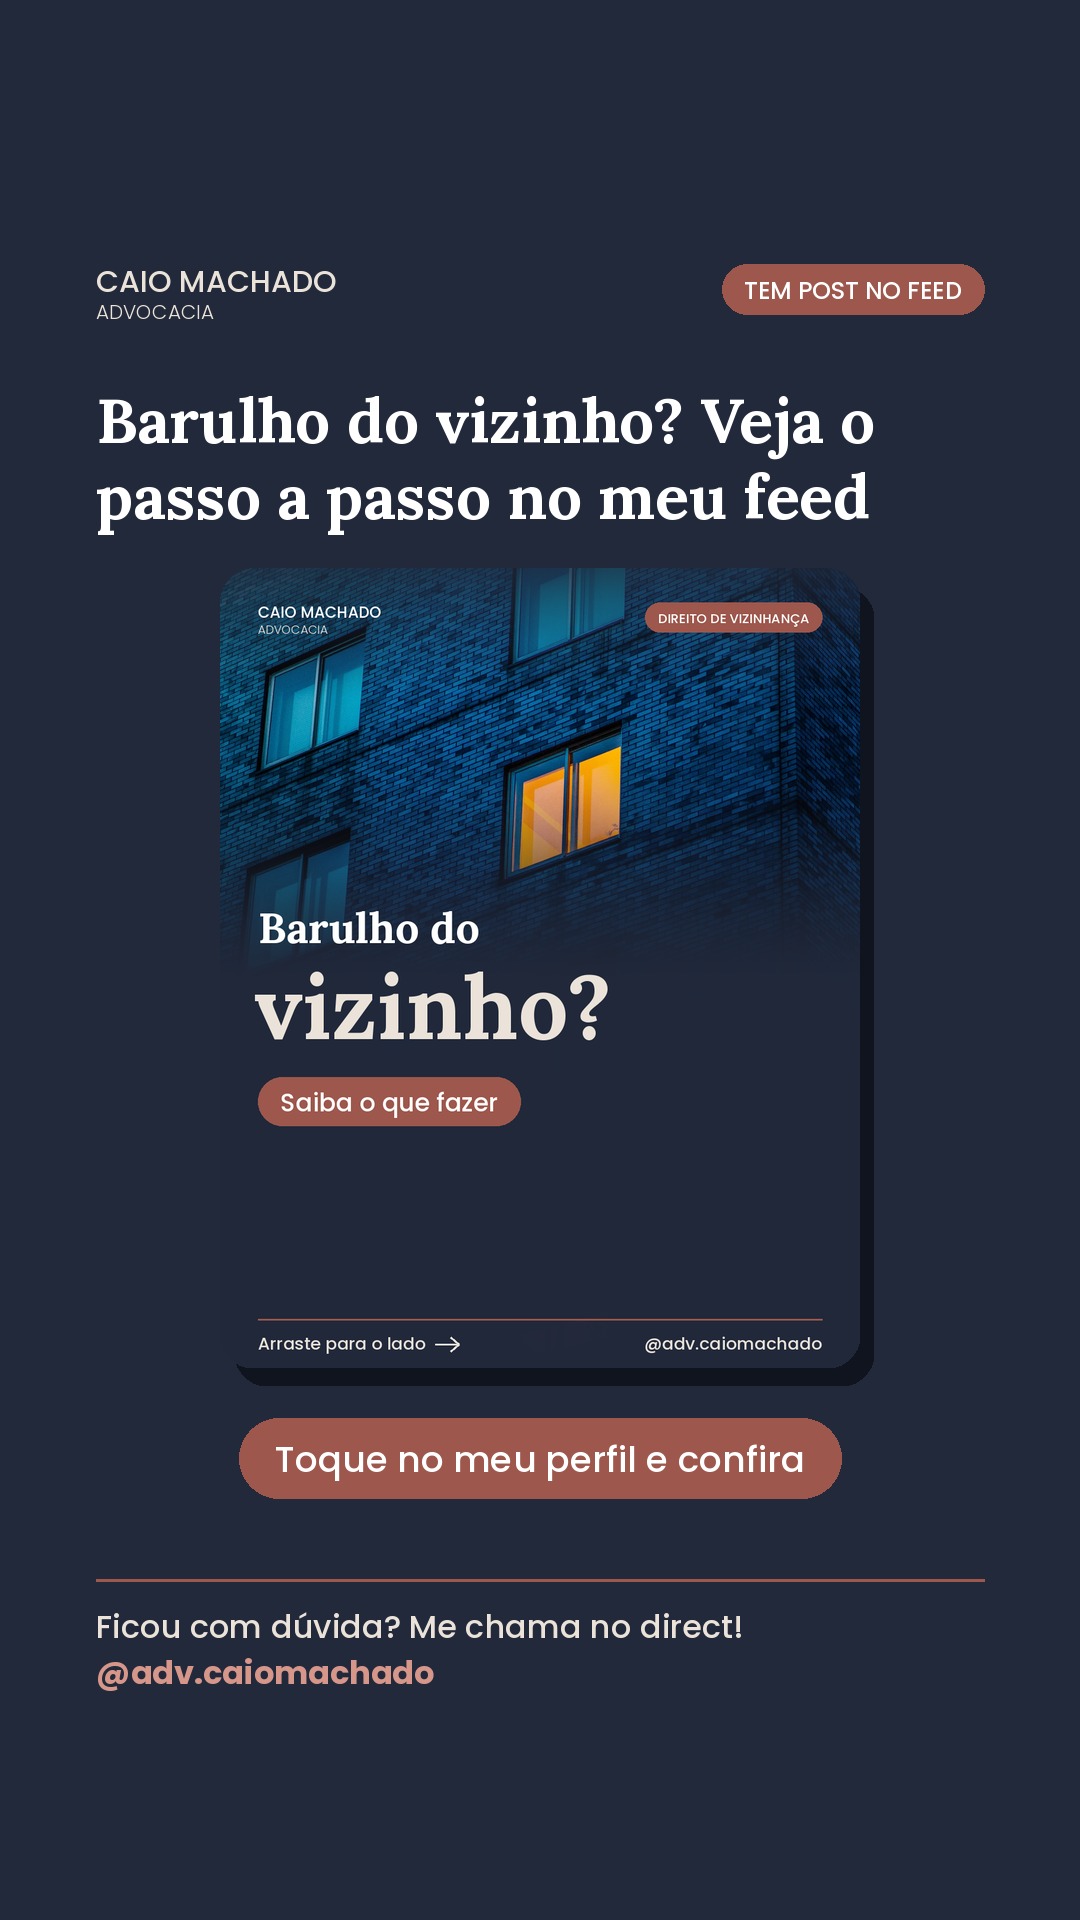 CAIO MACHADO
ADVOCACIA
TEM POST NO FEED
Barulho do vizinho? Veja o
passo a passo no meu feed
CAIO MACHADO
ADVOCACIA
DIREITO DE VIZINHANÇA
Barulho do
vizinho?
Saiba o que fazer
Arraste para o lado
@adv.caiomachado
Toque no meu perfil e confira
Ficou com dúvida? Me chama no direct!
@adv.caiomachado